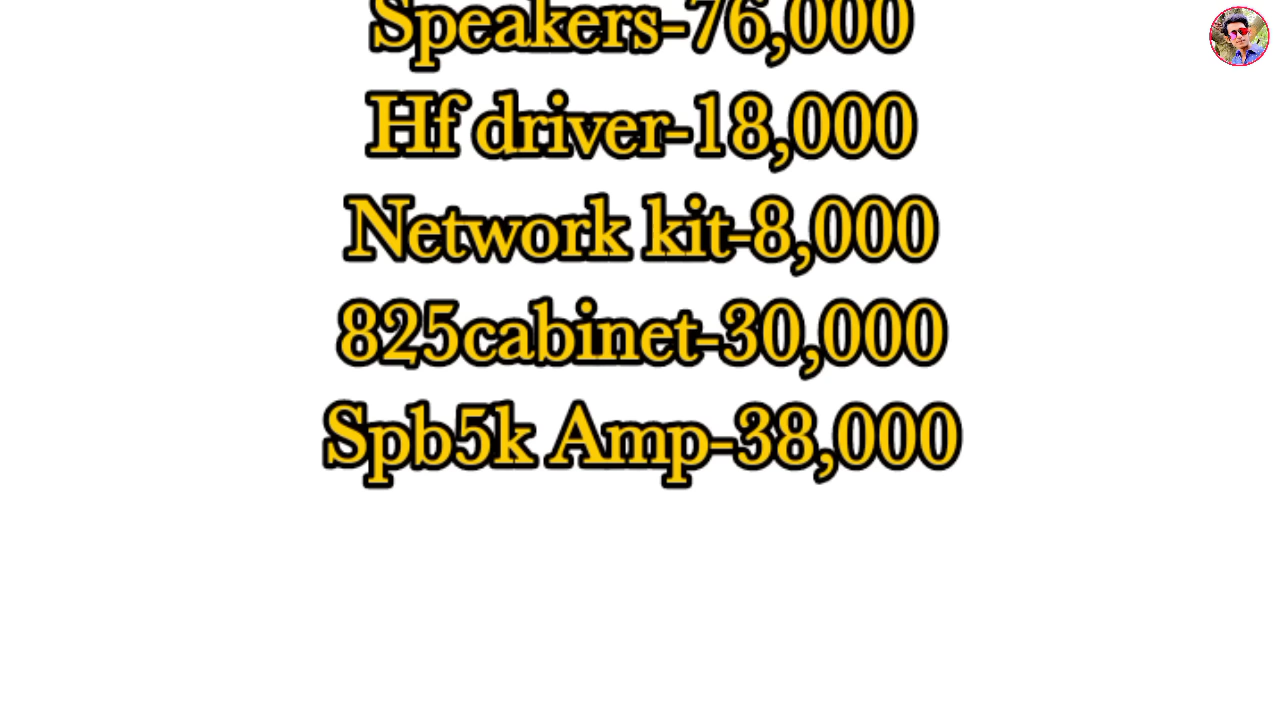 Speakers-76,000
Hf driver-18,000
Network kit-8,000
825cabinet-30,000
Spb5k Amp-38,000